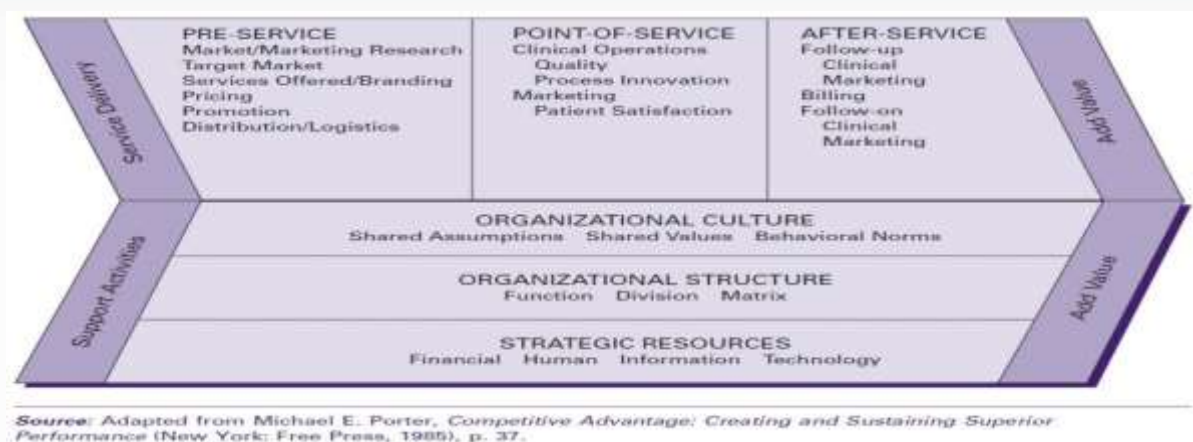 Service Delivery
PRE-SERVICE
Market/Marketing Research
Target Market
Services Offered/Branding
Pricing
Promotion
Distribution/Logistics
POINT-OF-SERVICE
Clinical Operations
Quality
Process Innovation
Marketing
Patient Satisfaction
AFTER-SERVICE
Follow-up
Clinical
Marketing
Billing
Follow-on
Clinical
Marketing
Add Value
Support Activities
ORGANIZATIONAL CULTURE
Shared Assumptions Shared Values Behavioral Norms
ORGANIZATIONAL STRUCTURE
Function Division Matrix
STRATEGIC RESOURCES
Financial Human Information Technology
Add Value
Source: Adapted from Michael E. Porter, Competitive Advantage: Creating and Sustaining Superior
Performance (New York: Free Press, 1985), p. 37.